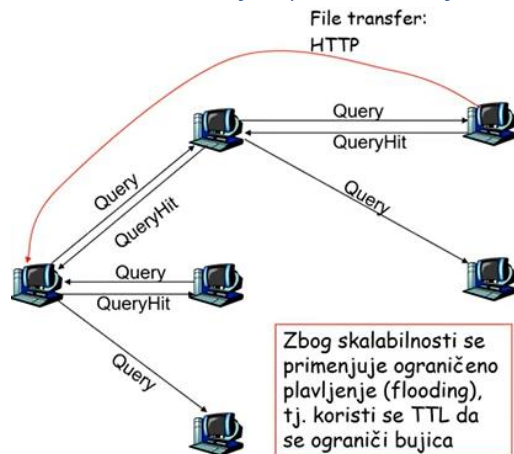 File transfer:
HTTP
Query
QueryHit
Query
QueryHit
Query
Query
QueryHit
Query
Zbog skalabilnosti se
primenjuje ograničeno
plavljenje (flooding),
tj. koristi se TTL da
se ograniči bujica